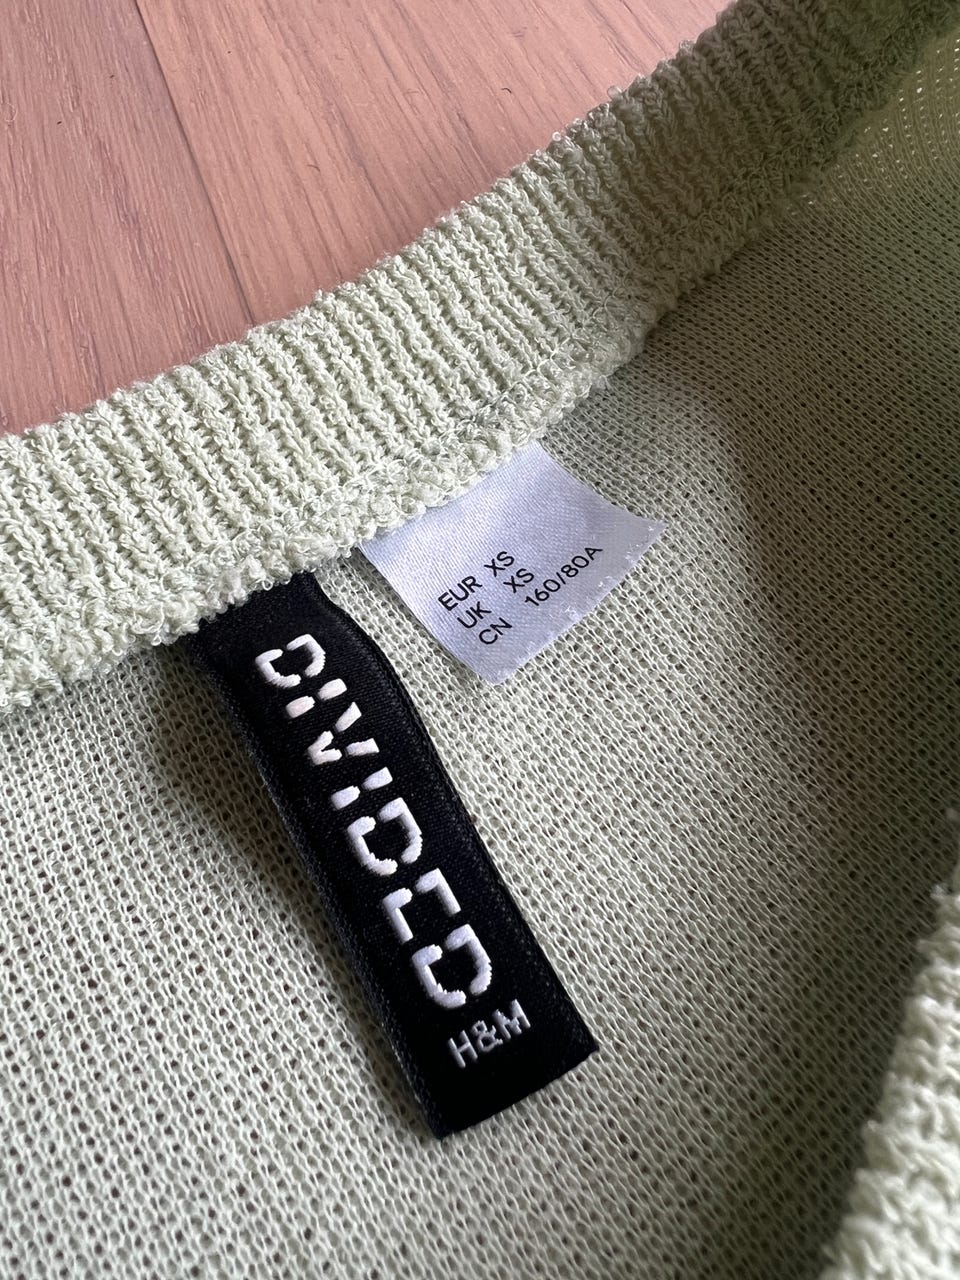 EUR XS
UK XS
CN 160/80A
DIVIDED
H&M